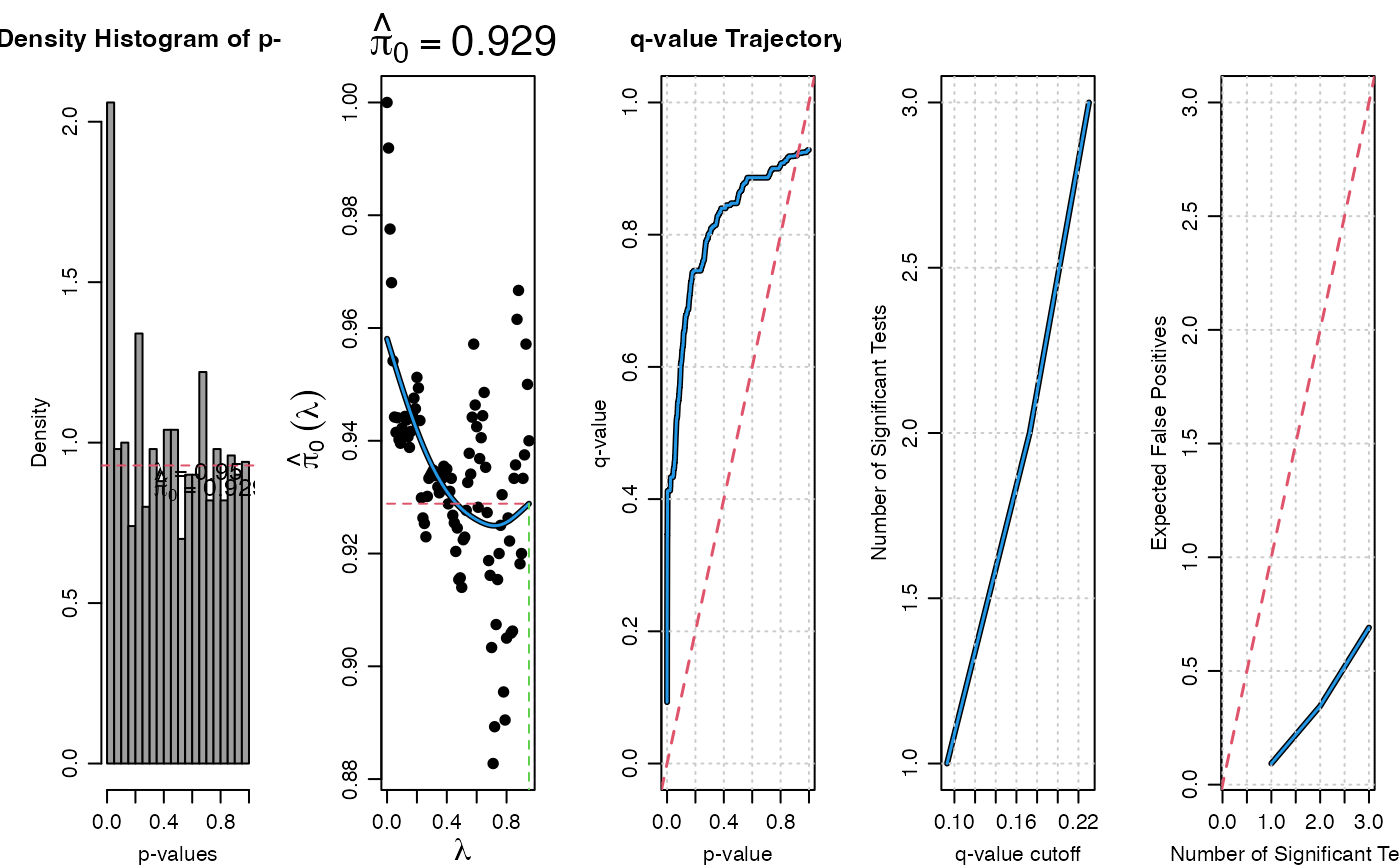 Density Histogram of p-
Density
0.0 0.5 1.0 1.5 2.0
λ̂ = 0.95
π̂₀ = 0.929
0.0 0.4 0.8
p-values
π̂₀ = 0.929
π̂₀ (λ)
0.88 0.90 0.92 0.94 0.96 0.98 1.00
0.0 0.4 0.8
λ
q-value Trajectory
q-value
0.0 0.2 0.4 0.6 0.8 1.0
0.0 0.4 0.8
p-value
Number of Significant Tests
1.0 1.5 2.0 2.5 3.0
0.10 0.16 0.22
q-value cutoff
Expected False Positives
0.0 0.5 1.0 1.5 2.0 2.5 3.0
0.0 1.0 2.0 3.0
Number of Significant Te